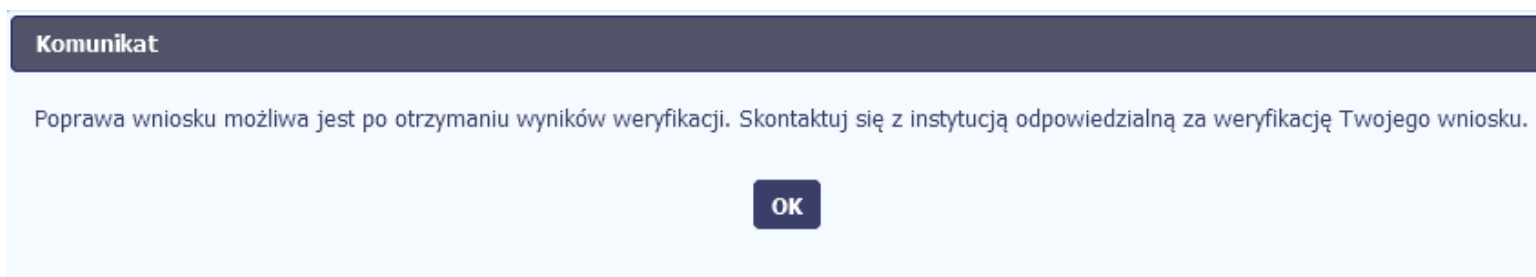 Komunikat
Poprawa wniosku możliwa jest po otrzymaniu wyników weryfikacji. Skontaktuj się z instytucją odpowiedzialną za weryfikację Twojego wniosku.
OK